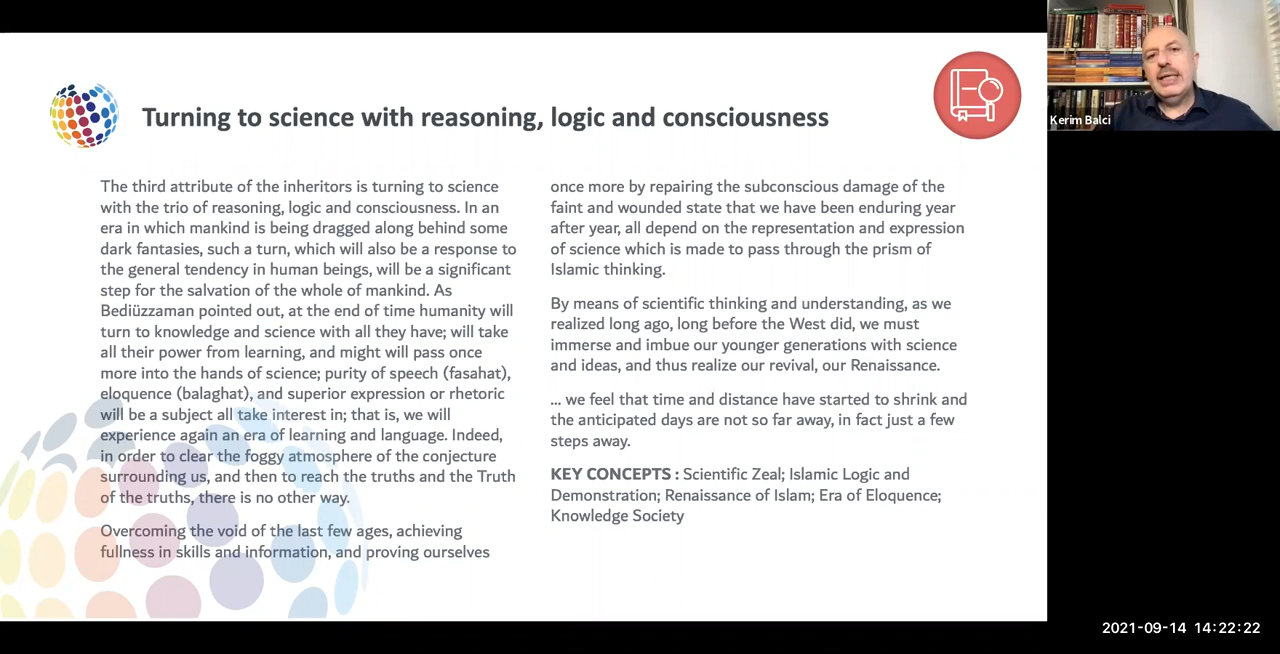 Turning to science with reasoning, logic and consciousness
The third attribute of the inheritors is turning to science
with the trio of reasoning, logic and consciousness. In an
era in which mankind is being dragged along behind some
dark fantasies, such a turn, which will also be a response to
the general tendency in human beings, will be a significant
step for the salvation of the whole of mankind. As
Bediüzzaman pointed out, at the end of time humanity will
turn to knowledge and science with all they have; will take
all their power from learning, and might will pass once
more into the hands of science; purity of speech (fasahat),
eloquence (balaghat), and superior expression or rhetoric
will be a subject all take interest in; that is, we will
experience again an era of learning and language. Indeed,
in order to clear the foggy atmosphere of the conjecture
surrounding us, and then to reach the truths and the Truth
of the truths, there is no other way.
Overcoming the void of the last few ages, achieving
fullness in skills and information, and proving ourselves
once more by repairing the subconscious damage of the
faint and wounded state that we have been enduring year
after year, all depend on the representation and expression
of science which is made to pass through the prism of
Islamic thinking.
By means of scientific thinking and understanding, as we
realized long ago, long before the West did, we must
immerse and imbue our younger generations with science
and ideas, and thus realize our revival, our Renaissance.
... we feel that time and distance have started to shrink and
the anticipated days are not so far away, in fact just a few
steps away.
KEY CONCEPTS : Scientific Zeal; Islamic Logic and
Demonstration; Renaissance of Islam; Era of Eloquence;
Knowledge Society
Kerim Balci
2021-09-14 14:22:22